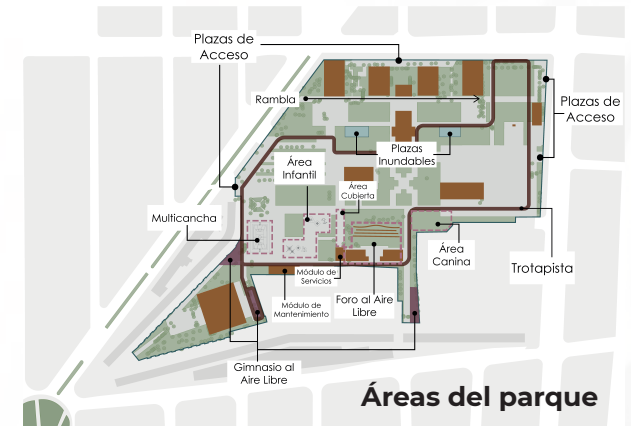 Plazas de
Acceso
Rambla
Plazas de
Acceso
Plazas
Inundables
Área
Infantil
Área
Cubierta
Multicancha
Área
Canina
Trotapista
Módulo de
Servicios
Módulo de
Mantenimiento
Foro al Aire
Libre
Gimnasio al
Aire Libre
Áreas del parque